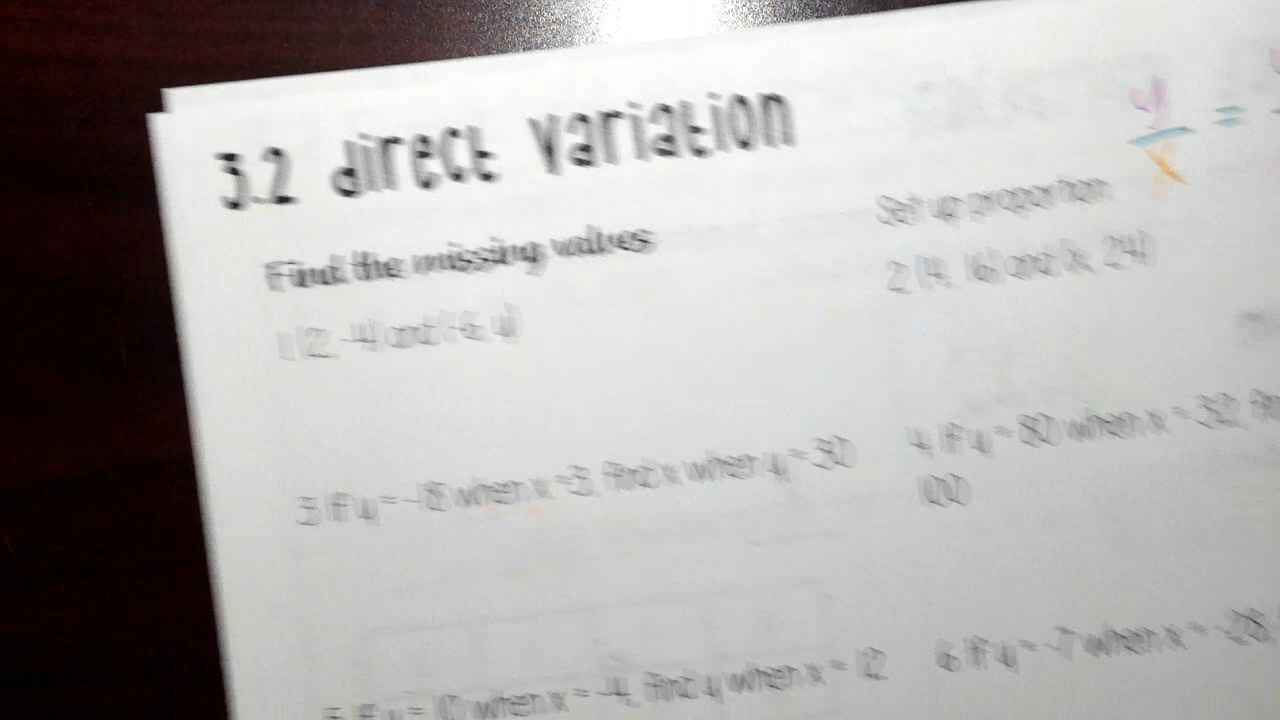 3.2 direct variation
Find the missing values
Set up proportion
y/x =
1. (2, -4) and (-6, y)
2. (4, 16) and (x, 24)
3. If y = -18 when x = 3, find x when y = 30
4. If y = 80 when x = 32,
100
5. If y = 10 when x = -4, find y when x = 12
6. If y = -7 when x = -28,